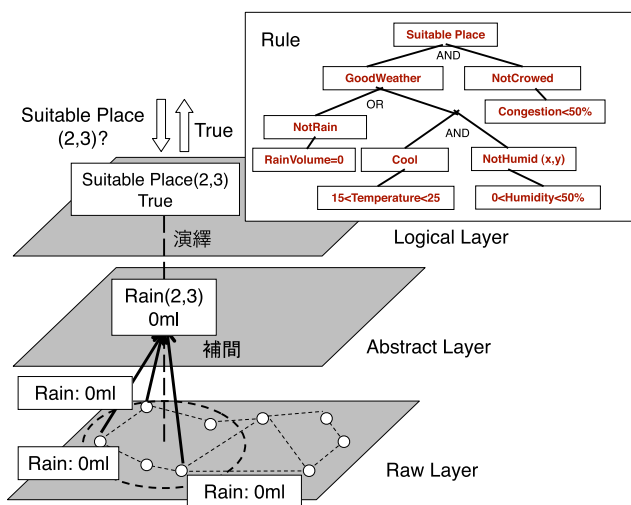 Rule
Suitable Place
AND
GoodWeather
NotCrowed
OR
Congestion<50%
NotRain
AND
RainVolume=0
Cool
NotHumid (x,y)
15<Temperature<25
0<Humidity<50%
Suitable Place
(2,3)?
True
Suitable Place(2,3)
True
演繹
Logical Layer
Rain(2,3)
0ml
補間
Abstract Layer
Rain: 0ml
Rain: 0ml
Rain: 0ml
Raw Layer